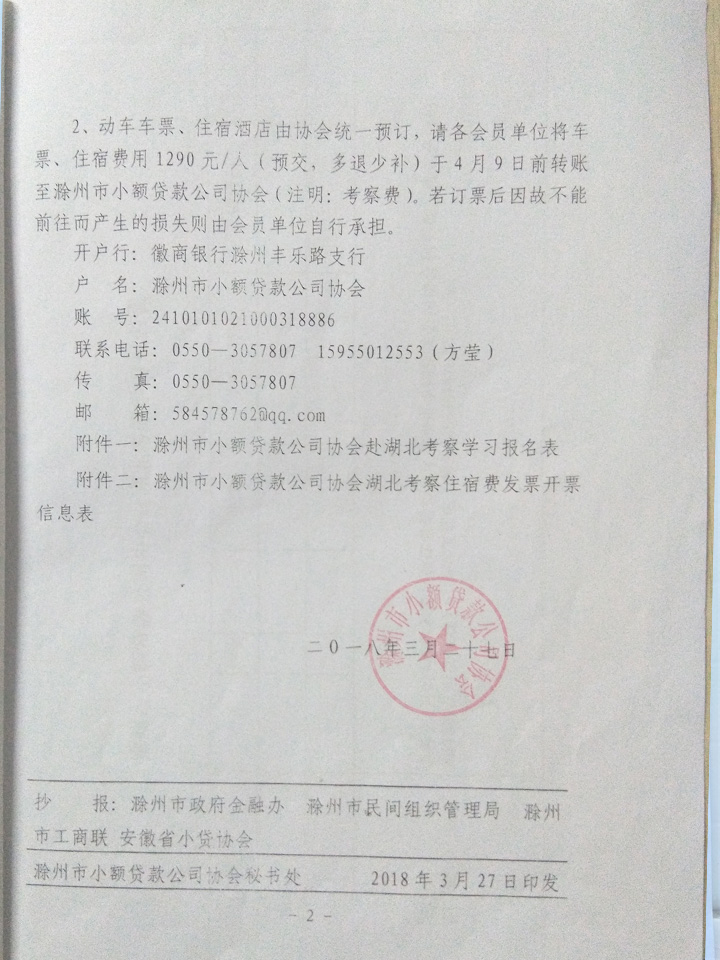 2、动车车票、住宿酒店由协会统一预订，请各会员单位将车
票、住宿费用1290元/人（预交，多退少补）于4月9日前转账
至滁州市小额贷款公司协会（注明：考察费）。若订票后因故不能
前往而产生的损失则由会员单位自行承担。
开户行：徽商银行滁州丰乐路支行
户　名：滁州市小额贷款公司协会
账　号：2410101021000318886
联系电话：0550—3057807　15955012553（方莹）
传　　真：0550—3057807
邮　　箱：584578762@qq.com
附件一：滁州市小额贷款公司协会赴湖北考察学习报名表
附件二：滁州市小额贷款公司协会湖北考察住宿费发票开票
信息表
滁州市小额贷款公司协会
二0一八年三月二十七日
抄　　报：滁州市政府金融办　滁州市民间组织管理局　滁州
市工商联 安徽省小贷协会
滁州市小额贷款公司协会秘书处　　2018年3月27日印发
- 2 -